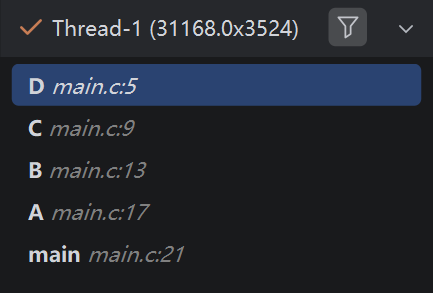 Thread-1 (31168.0x3524)
D main.c:5
C main.c:9
B main.c:13
A main.c:17
main main.c:21